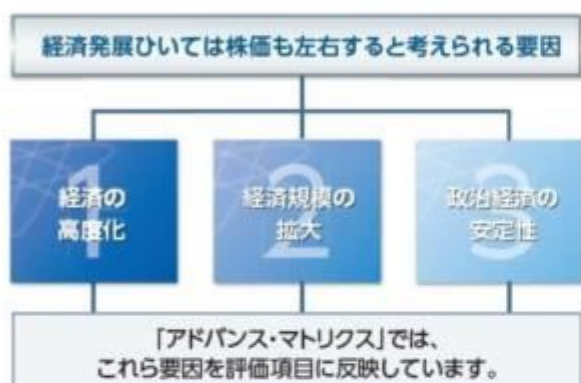 経済発展ひいては株価も左右すると考えられる要因
1
経済の
高度化
2
経済規模の
拡大
3
政治経済の
安定性
「アドバンス・マトリクス」では、
これら要因を評価項目に反映しています。